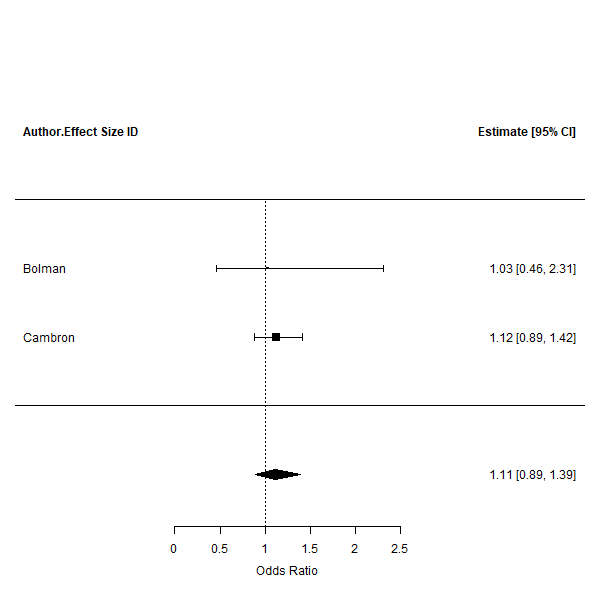 Author.Effect Size ID Estimate [95% CI]
Bolman 1.03 [0.46, 2.31]
Cambron 1.12 [0.89, 1.42]
1.11 [0.89, 1.39]
0 0.5 1 1.5 2 2.5
Odds Ratio